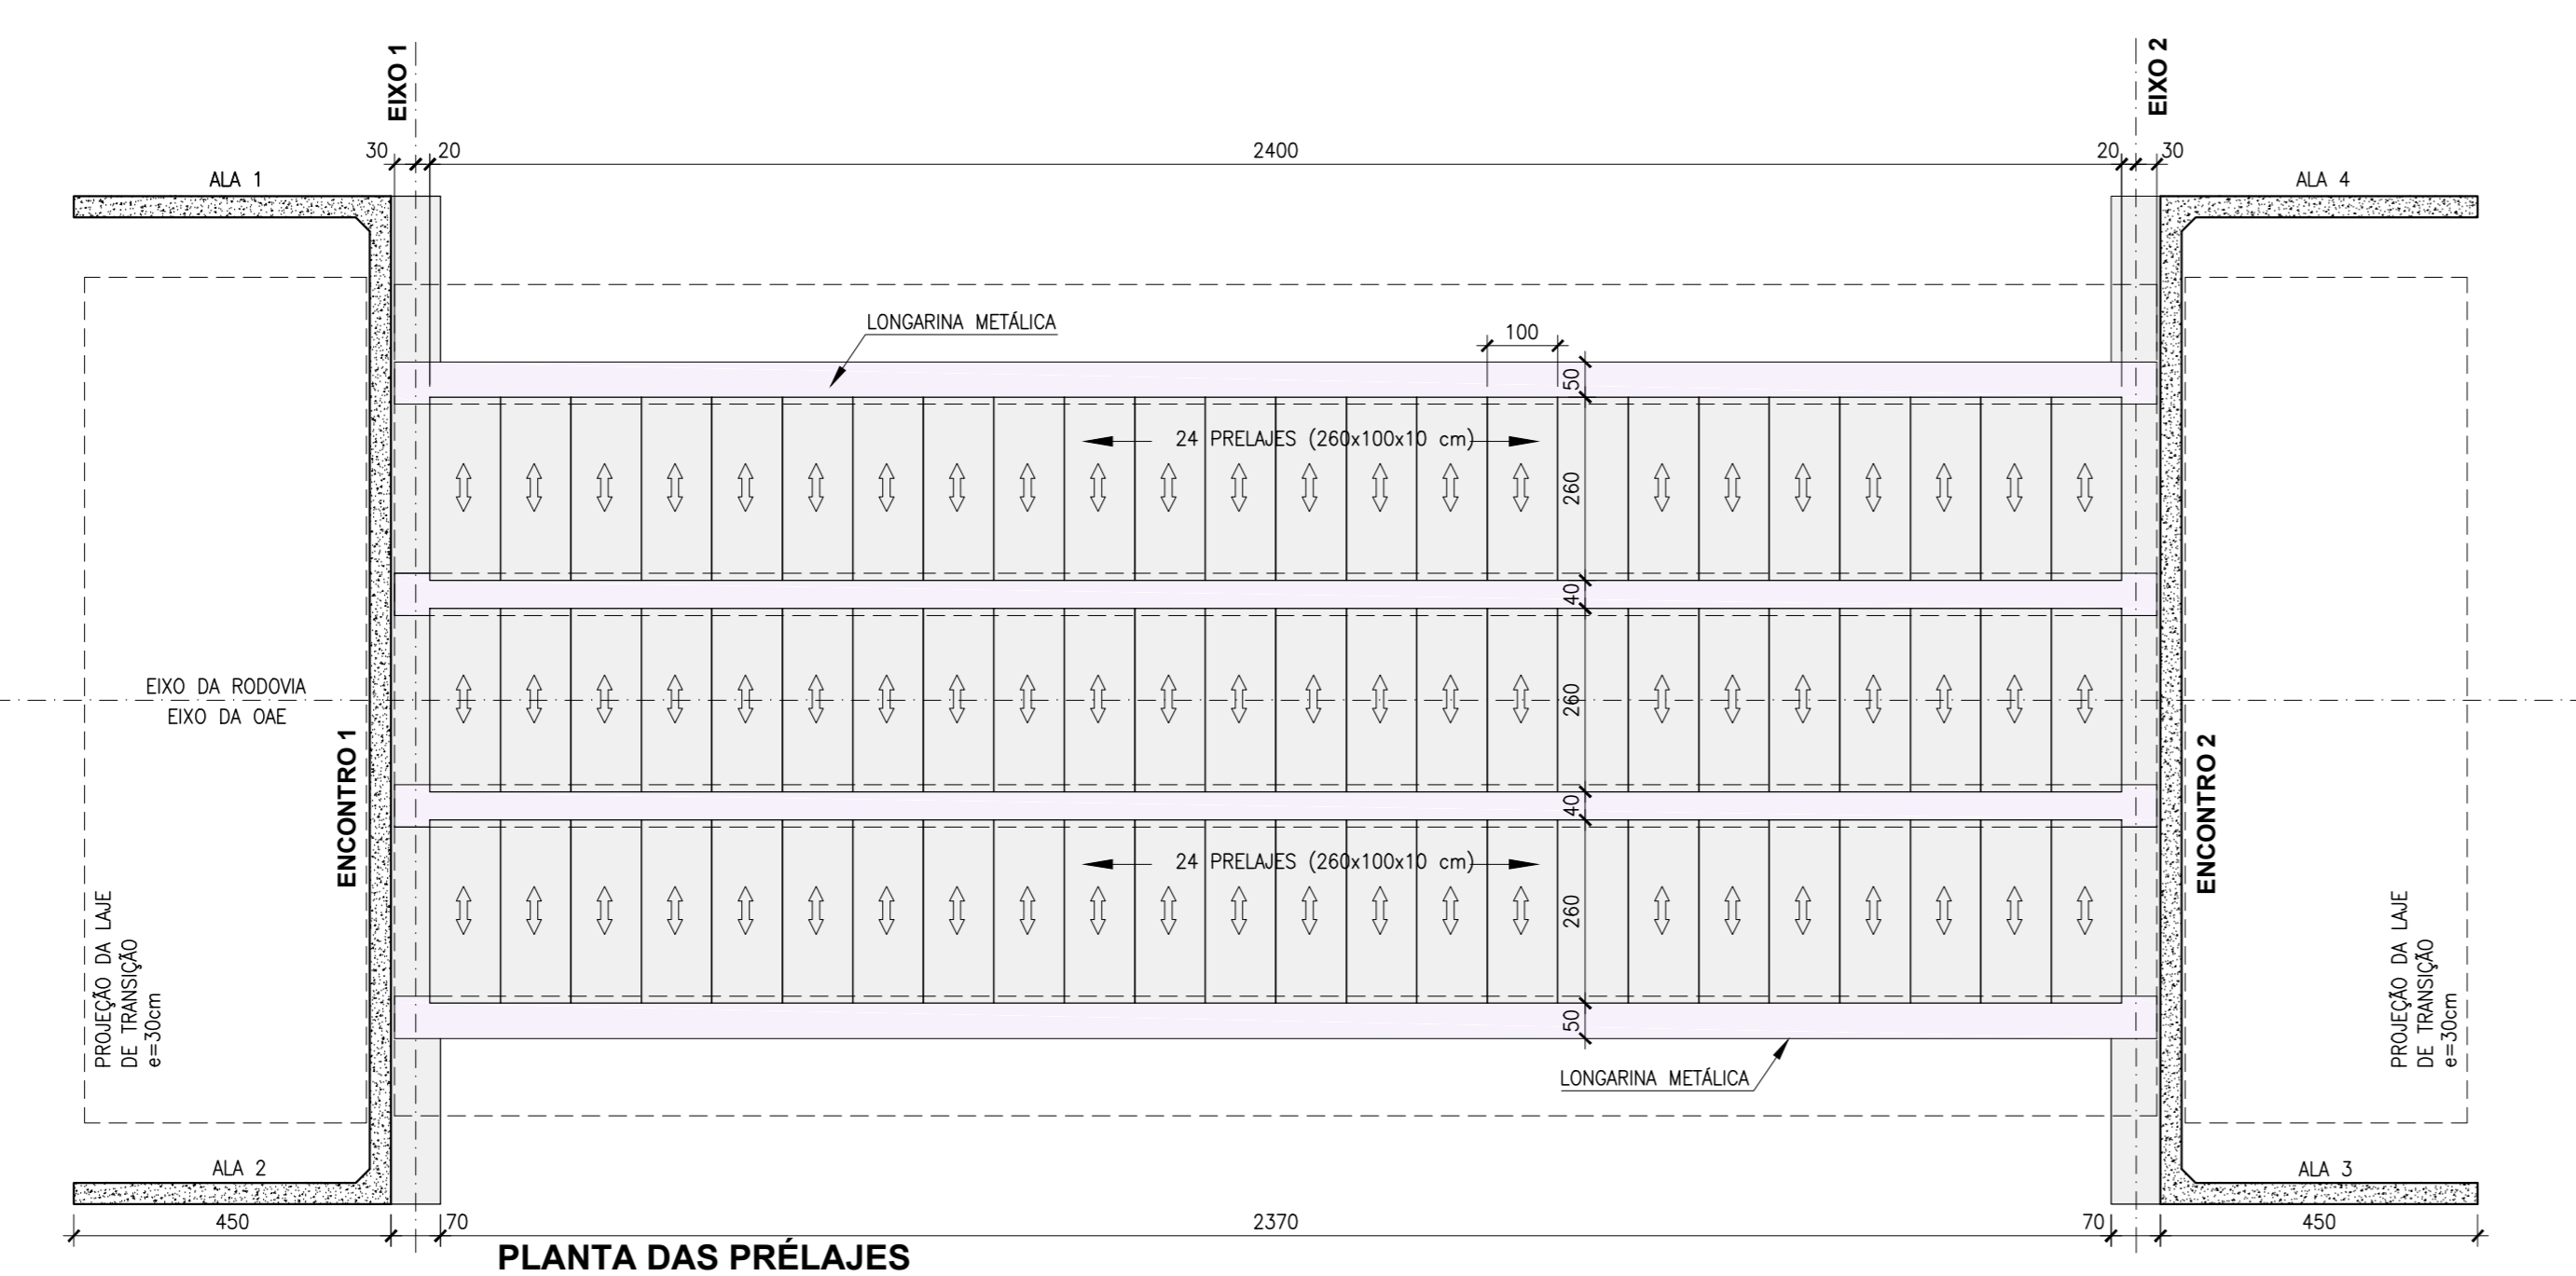 EIXO 1
EIXO 2
30
20
2400
20
30
ALA 1
ALA 4
LONGARINA METÁLICA
100
50
24 PRELAJES (260x100x10 cm)
260
40
EIXO DA RODOVIA
EIXO DA OAE
260
ENCONTRO 1
ENCONTRO 2
40
24 PRELAJES (260x100x10 cm)
260
PROJEÇÃO DA LAJE
DE TRANSIÇÃO
e=30cm
PROJEÇÃO DA LAJE
DE TRANSIÇÃO
e=30cm
50
LONGARINA METÁLICA
ALA 2
ALA 3
450
70
2370
70
450
PLANTA DAS PRÉLAJES